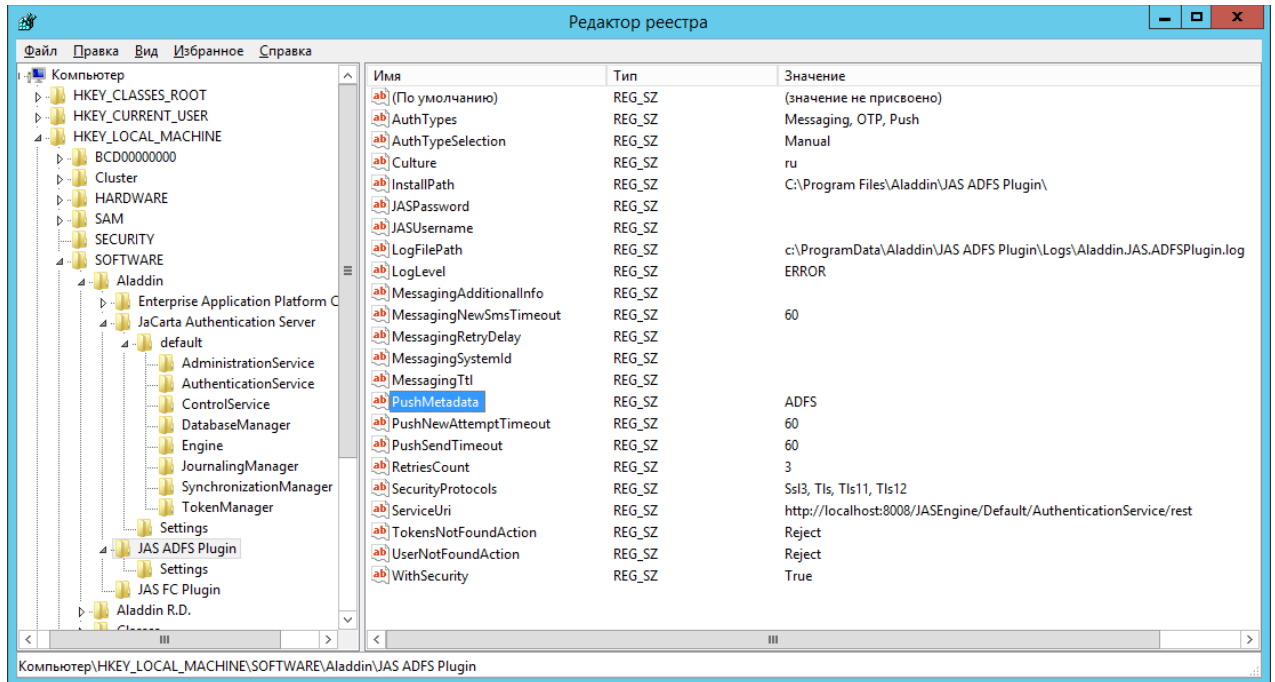 Редактор реестра
Файл Правка Вид Избранное Справка
Компьютер
HKEY_CLASSES_ROOT
HKEY_CURRENT_USER
HKEY_LOCAL_MACHINE
BCD00000000
Cluster
HARDWARE
SAM
SECURITY
SOFTWARE
Aladdin
Enterprise Application Platform C
JaCarta Authentication Server
default
AdministrationService
AuthenticationService
ControlService
DatabaseManager
Engine
JournalingManager
SynchronizationManager
TokenManager
Settings
JAS ADFS Plugin
Settings
JAS FC Plugin
Aladdin R.D.
Имя Тип Значение
(По умолчанию) REG_SZ (значение не присвоено)
AuthTypes REG_SZ Messaging, OTP, Push
AuthTypeSelection REG_SZ Manual
Culture REG_SZ ru
InstallPath REG_SZ C:\Program Files\Aladdin\JAS ADFS Plugin\
JASPassword REG_SZ
JASUsername REG_SZ
LogFilePath REG_SZ c:\ProgramData\Aladdin\JAS ADFS Plugin\Logs\Aladdin.JAS.ADFSPlugin.log
LogLevel REG_SZ ERROR
MessagingAdditionalInfo REG_SZ
MessagingNewSmsTimeout REG_SZ 60
MessagingRetryDelay REG_SZ
MessagingSystemId REG_SZ
MessagingTtl REG_SZ
PushMetadata REG_SZ ADFS
PushNewAttemptTimeout REG_SZ 60
PushSendTimeout REG_SZ 60
RetriesCount REG_SZ 3
SecurityProtocols REG_SZ Ssl3, Tls, Tls11, Tls12
ServiceUri REG_SZ http://localhost:8008/JASEngine/Default/AuthenticationService/rest
TokensNotFoundAction REG_SZ Reject
UserNotFoundAction REG_SZ Reject
WithSecurity REG_SZ True
Компьютер\HKEY_LOCAL_MACHINE\SOFTWARE\Aladdin\JAS ADFS Plugin